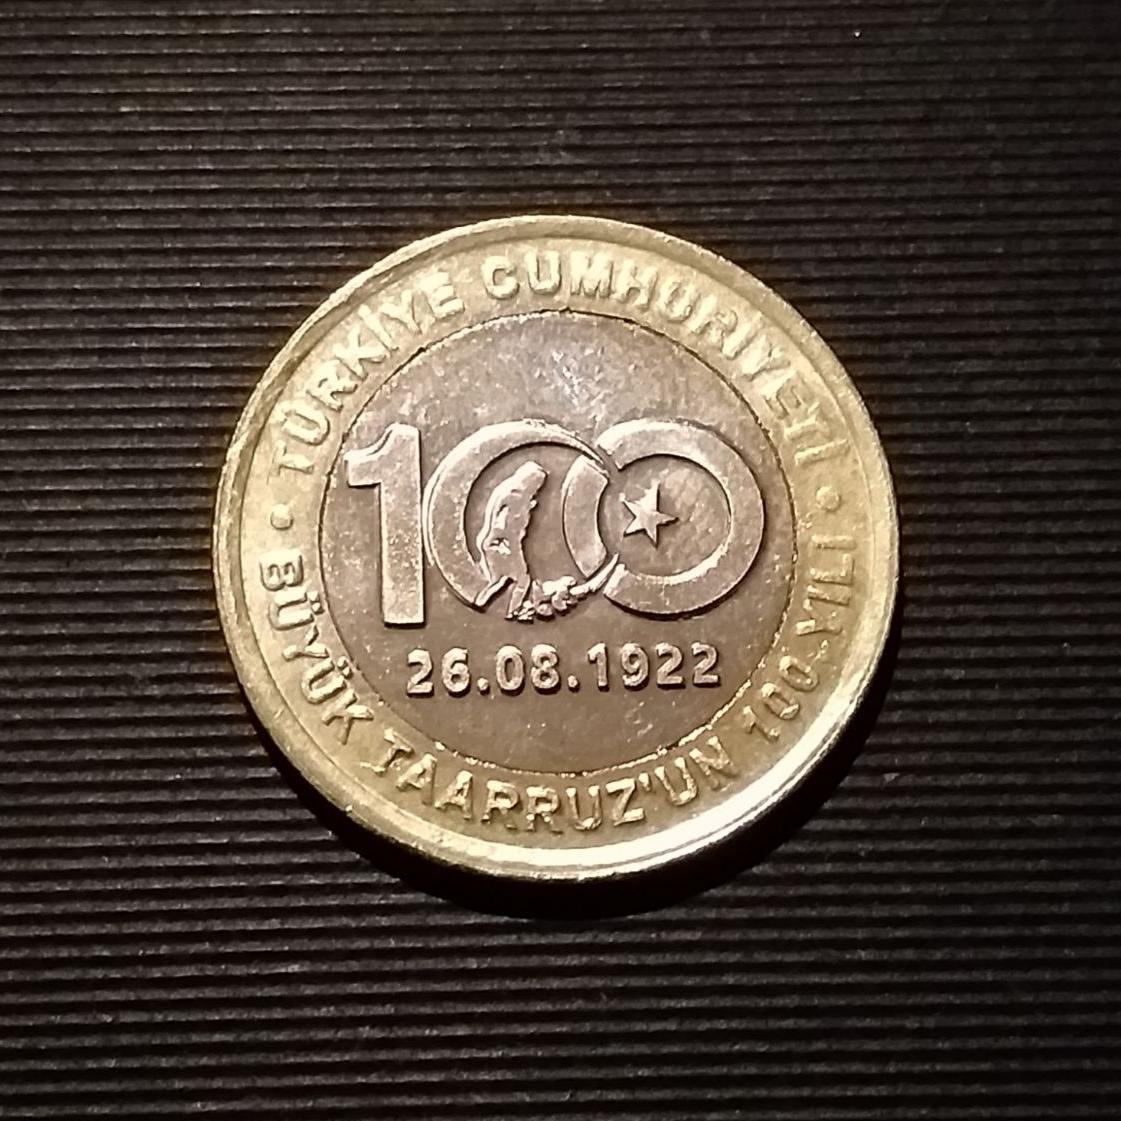 TÜRKİYE CUMHURİYETİ
100
26.08.1922
BÜYÜK TAARRUZ'UN 100.YILI